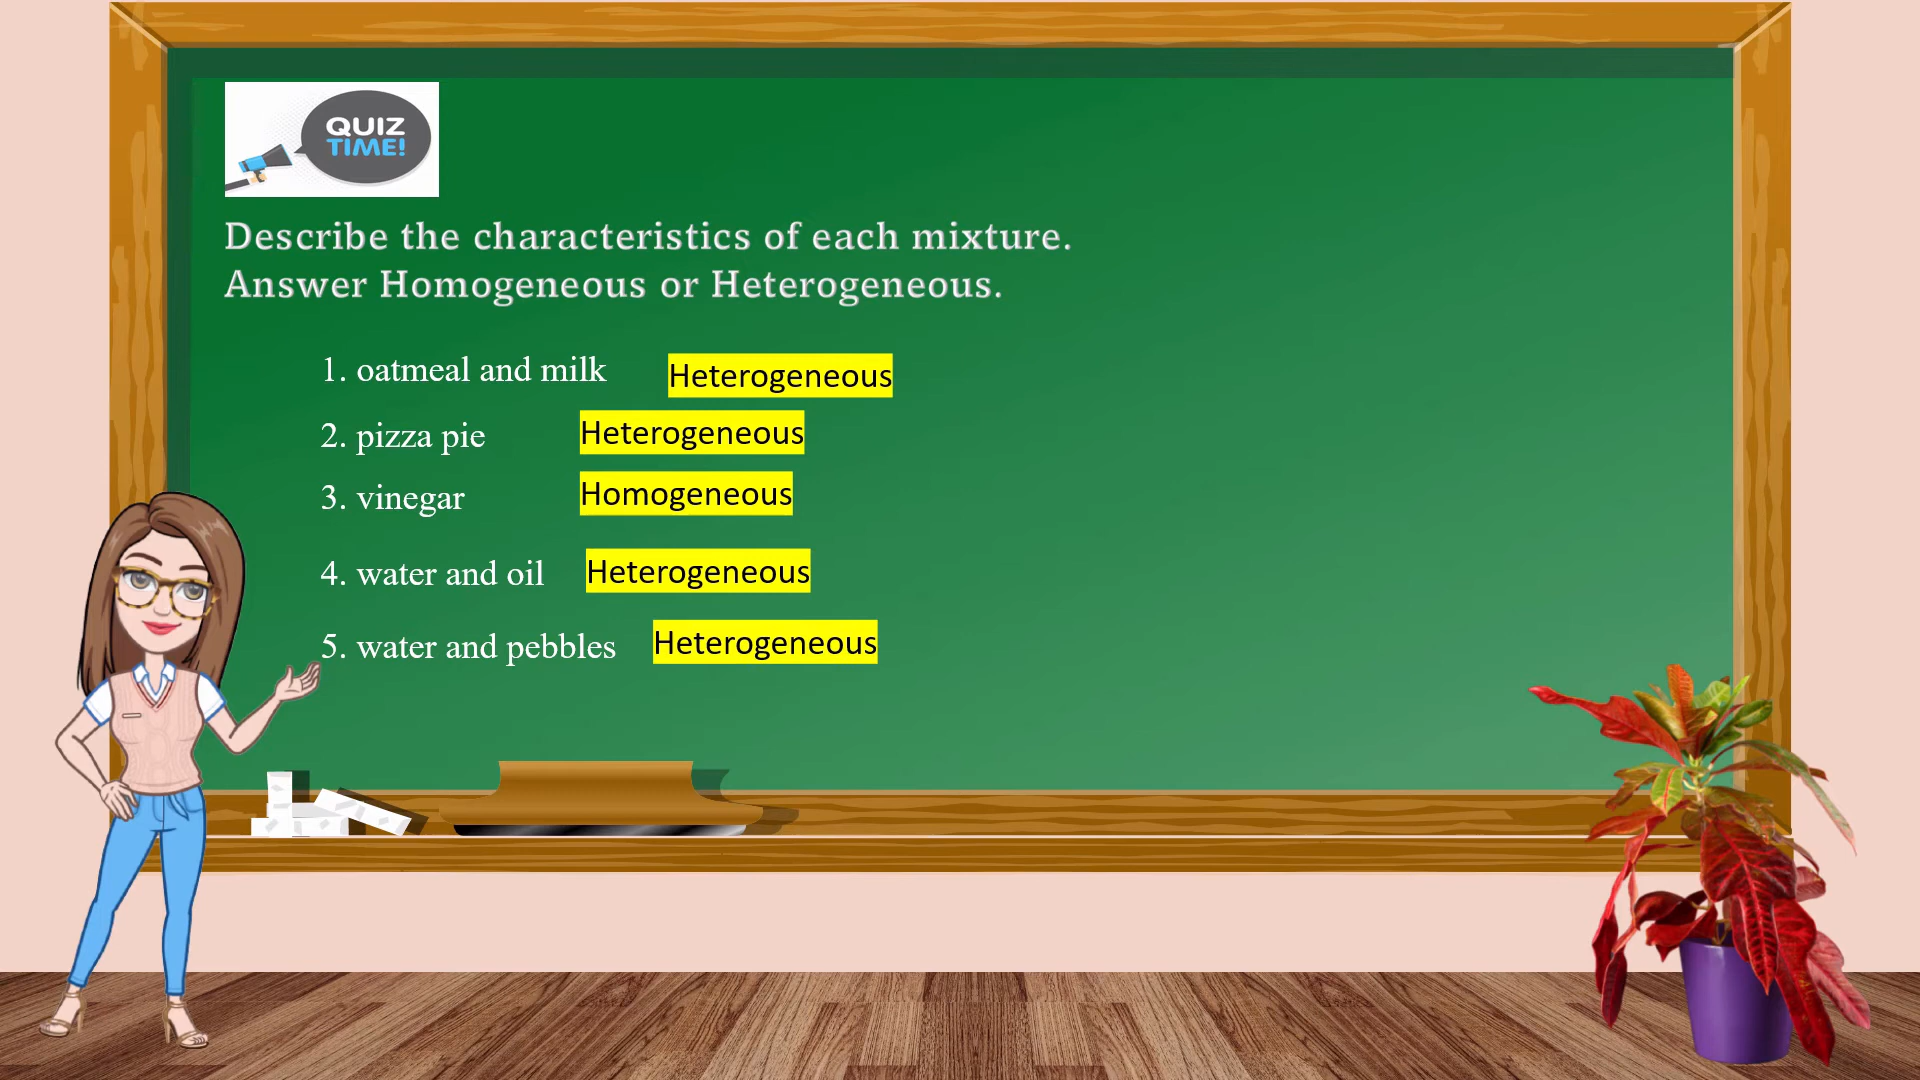 QUIZ
TIME!
Describe the characteristics of each mixture.
Answer Homogeneous or Heterogeneous.
1. oatmeal and milk Heterogeneous
2. pizza pie Heterogeneous
3. vinegar Homogeneous
4. water and oil Heterogeneous
5. water and pebbles Heterogeneous